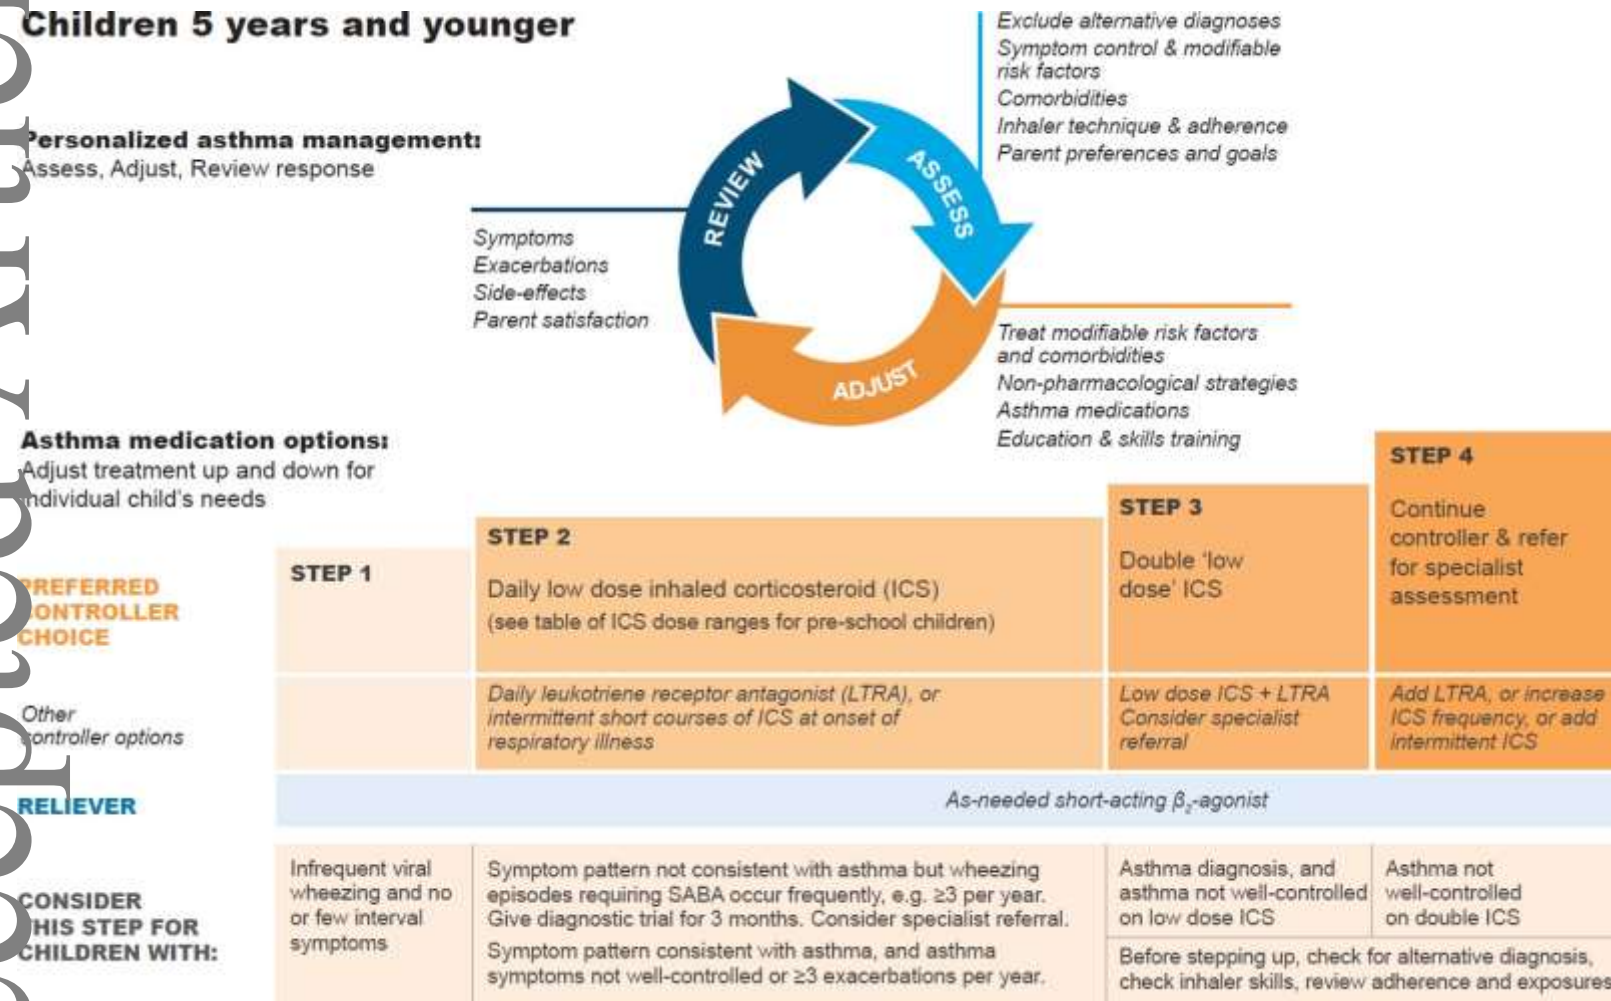 Children 5 years and younger
Exclude alternative diagnoses
Symptom control & modifiable
risk factors
Comorbidities
Inhaler technique & adherence
Parent preferences and goals
Personalized asthma management:
Assess, Adjust, Review response
REVIEW
ASSESS
ADJUST
Symptoms
Exacerbations
Side-effects
Parent satisfaction
Treat modifiable risk factors
and comorbidities
Non-pharmacological strategies
Asthma medications
Education & skills training
Asthma medication options:
Adjust treatment up and down for
individual child's needs
PREFERRED
CONTROLLER
CHOICE
STEP 1
STEP 2
Daily low dose inhaled corticosteroid (ICS)
(see table of ICS dose ranges for pre-school children)
STEP 3
Double 'low
dose' ICS
STEP 4
Continue
controller & refer
for specialist
assessment
Other
controller options
Daily leukotriene receptor antagonist (LTRA), or
intermittent short courses of ICS at onset of
respiratory illness
Low dose ICS + LTRA
Consider specialist
referral
Add LTRA, or increase
ICS frequency, or add
intermittent ICS
RELIEVER
As-needed short-acting β₂-agonist
CONSIDER
THIS STEP FOR
CHILDREN WITH:
Infrequent viral
wheezing and no
or few interval
symptoms
Symptom pattern not consistent with asthma but wheezing
episodes requiring SABA occur frequently, e.g. ≥3 per year.
Give diagnostic trial for 3 months. Consider specialist referral.
Symptom pattern consistent with asthma, and asthma
symptoms not well-controlled or ≥3 exacerbations per year.
Asthma diagnosis, and
asthma not well-controlled
on low dose ICS
Asthma not
well-controlled
on double ICS
Before stepping up, check for alternative diagnosis,
check inhaler skills, review adherence and exposures